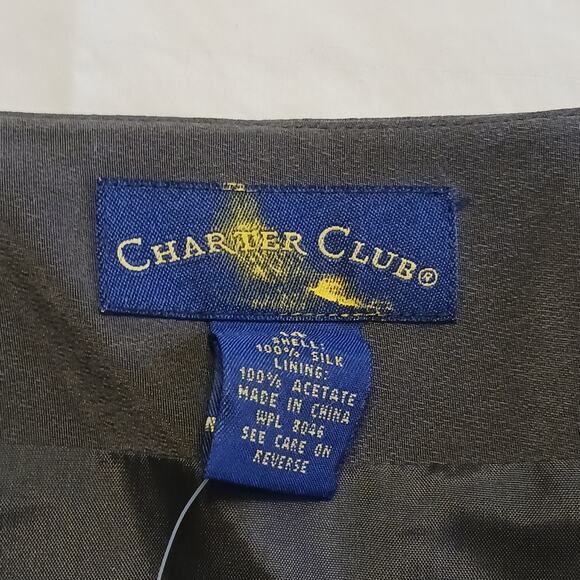 CHARTER CLUB®
SHELL:
100% SILK
LINING:
100% ACETATE
MADE IN CHINA
WPL 8046
SEE CARE ON
REVERSE